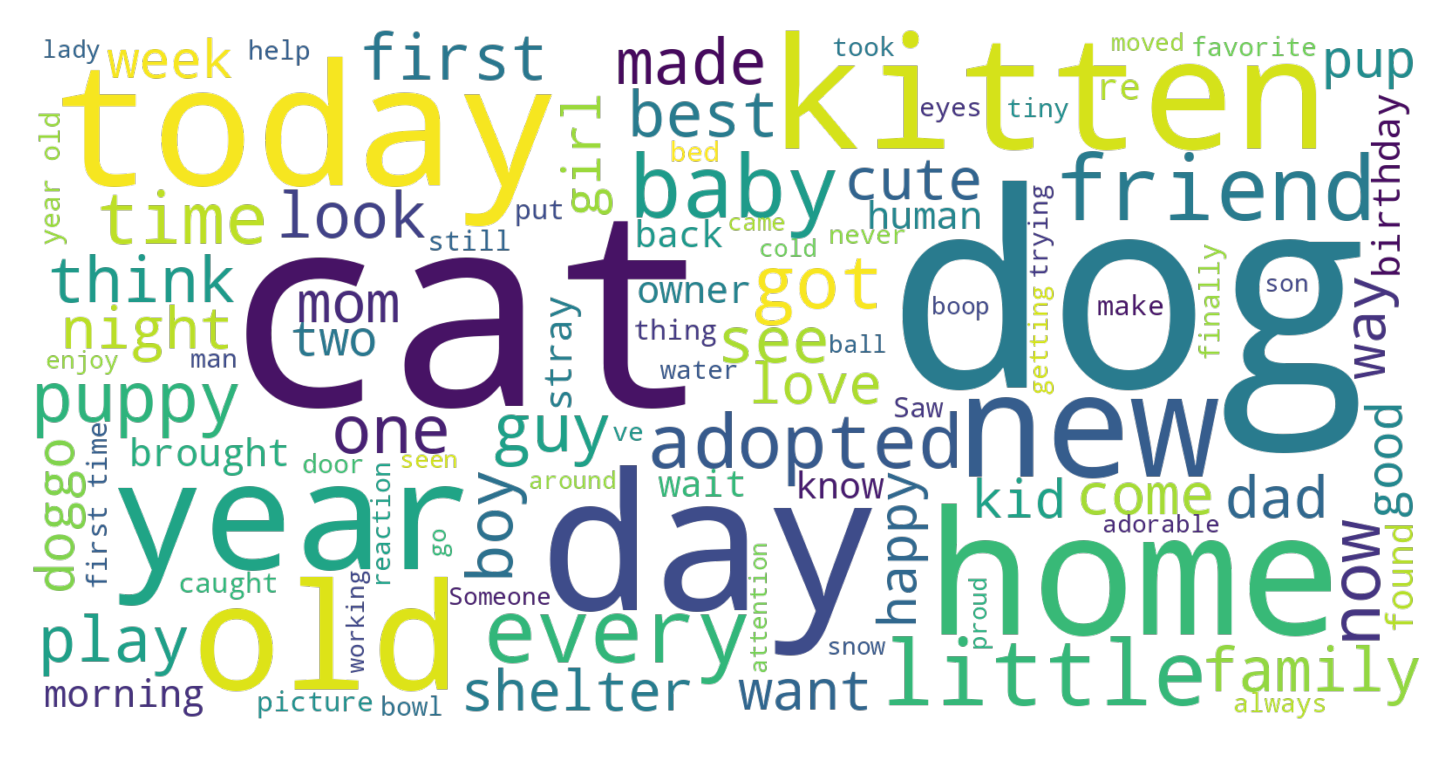 lady
week
help
first
made
took
kitten
moved
favorite
pup
today
best
eyes
tiny
re
year old
girl
bed
baby
cute
friend
birthday
time
look
put
still
back
came
human
cold
never
trying
dog
think
mom
cat
owner
got
boop
make
finally
son
way
night
two
stray
thing
see
ball
getting
enjoy
man
water
love
puppy
one
guy
ve
adopted
Saw
new
good
doggo
first time
brought
door
seen
around
wait
know
year
reaction
go
boy
day
happy
kid
come
dad
adorable
home
now
found
caught
working
Someone
attention
proud
play
old
every
snow
little
family
morning
picture
bowl
shelter
want
always